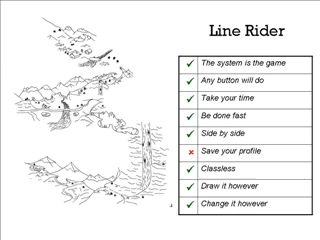 Line Rider
✓ The system is the game
✓ Any button will do
✓ Take your time
✓ Be done fast
✓ Side by side
✗ Save your profile
✓ Classless
✓ Draw it however
✓ Change it however